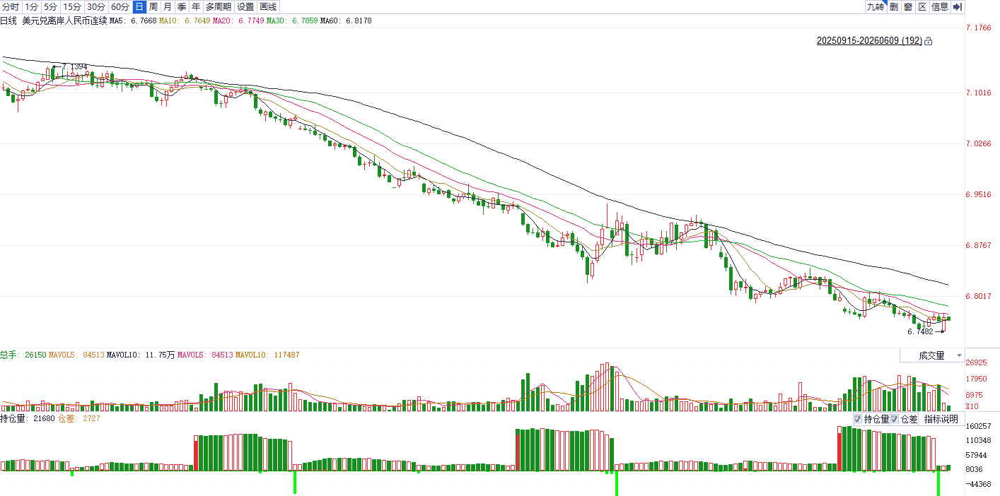 分时 1分 5分 15分 30分 60分 日 周 月 季 年 多周期 设置 画线 九转 删 窗 区 信息
日线 美元兑离岸人民币连续 MA5: 6.7668 MA10: 6.7649 MA20: 6.7749 MA30: 6.7859 MA60: 6.8178
7.1766
20250915-20260609 (192)
7.1394
7.1016
7.0266
6.9516
6.8767
6.8017
6.7482
总手: 26150 MAVOL5: 84513 MAVOL10: 11.75万 MAVOL5: 84513 MAVOL10: 117487
成交量
26925
17950
8975
X10
持仓量: 21680 仓差: 2727
持仓量 仓差 指标说明
160257
110348
57944
8036
-44368